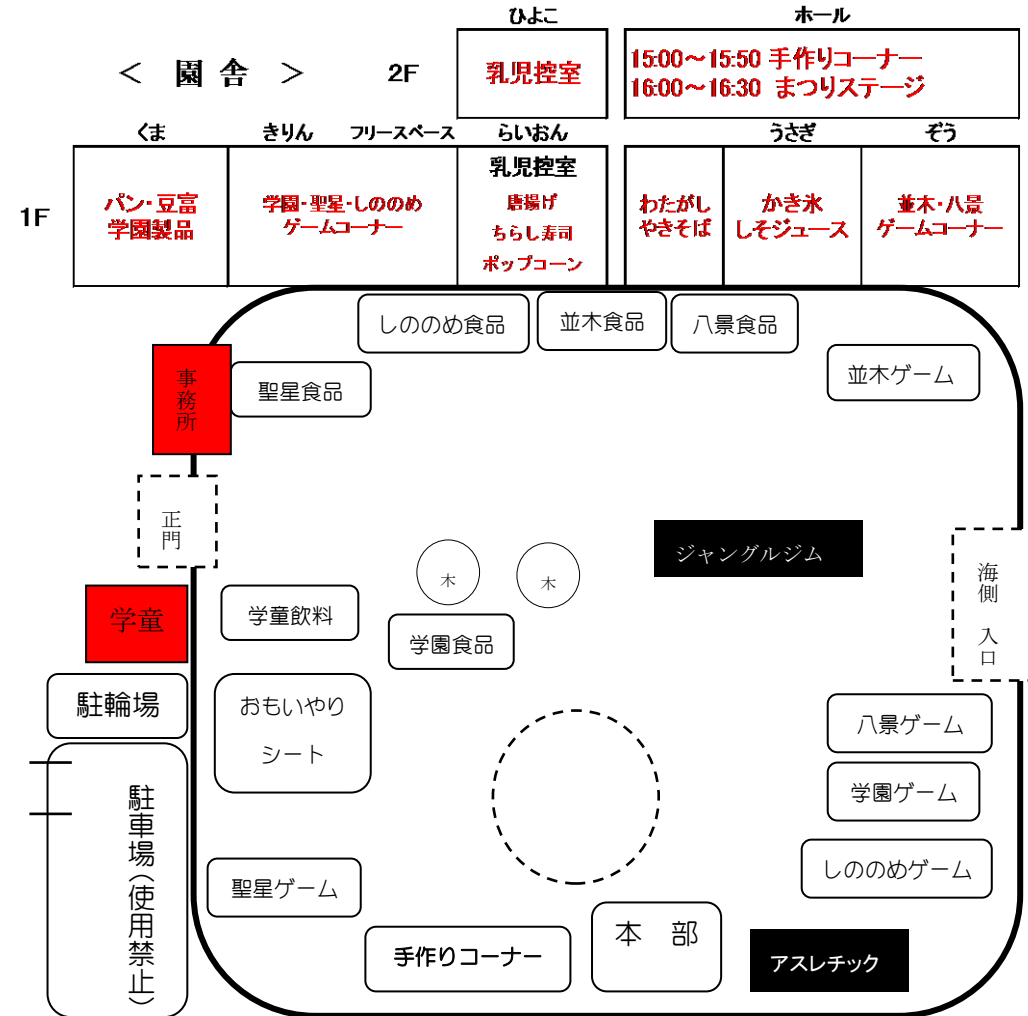 ひよこ
ホール
＜ 園 舎 ＞ 2F
乳児控室
15:00～15:50 手作りコーナー
16:00～16:30 まつりステージ
くま
きりん
フリースペース
らいおん
うさぎ
ぞう
1F
パン・豆富
学園製品
学園・聖星・しののめ
ゲームコーナー
乳児控室
唐揚げ
ちらし寿司
ポップコーン
わたがし
やきそば
かき氷
しそジュース
並木・八景
ゲームコーナー
しののめ食品
並木食品
八景食品
事務所
聖星食品
並木ゲーム
正門
ジャングルジム
木
木
海側 入口
学童
学童飲料
学園食品
駐輪場
おもいやり
シート
八景ゲーム
学園ゲーム
駐車場（使用禁止）
聖星ゲーム
しののめゲーム
手作りコーナー
本 部
アスレチック